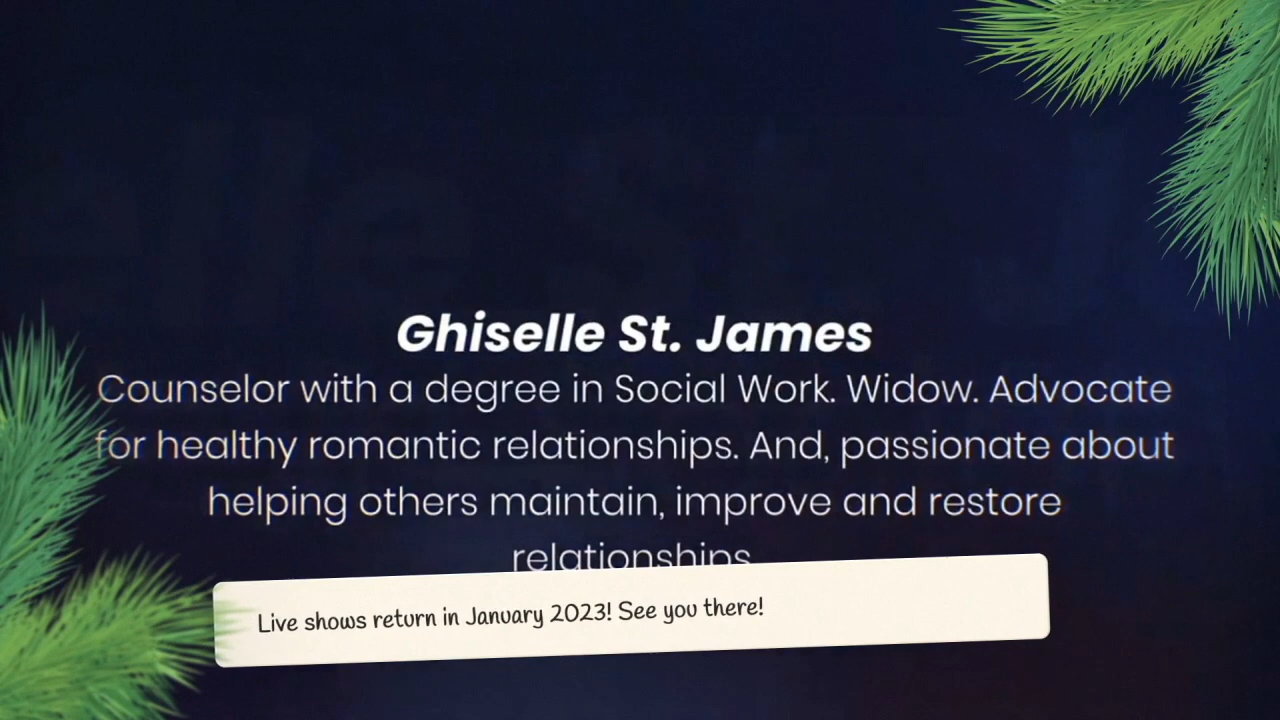 Ghiselle St. James
Counselor with a degree in Social Work. Widow. Advocate
for healthy romantic relationships. And, passionate about
helping others maintain, improve and restore
relationships
Live shows return in January 2023! See you there!